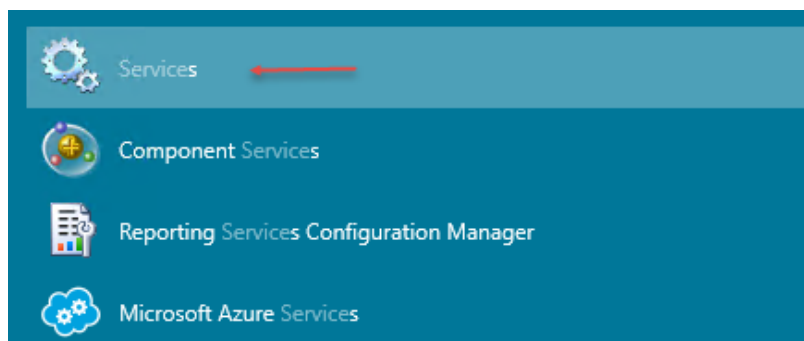 Services
Component Services
Reporting Services Configuration Manager
Microsoft Azure Services